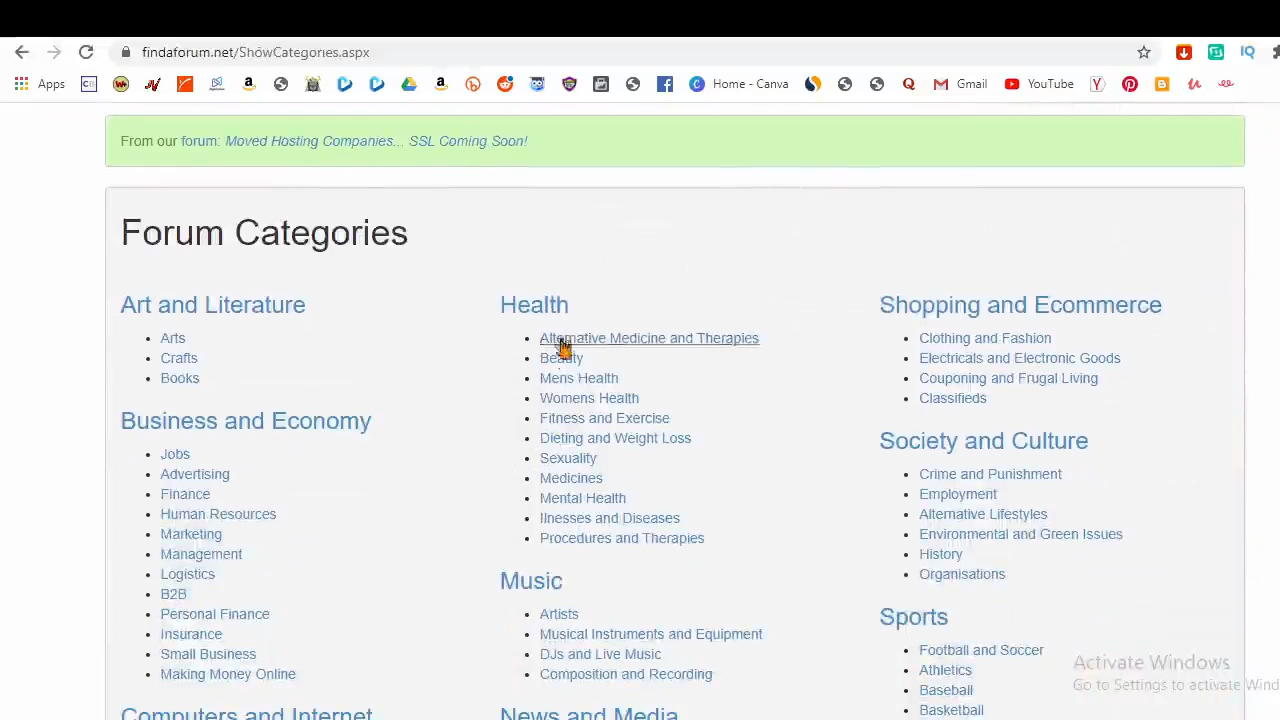 findaforum.net/ShowCategories.aspx
Apps
Home - Canva
Gmail
YouTube
From our forum: Moved Hosting Companies... SSL Coming Soon!
Forum Categories
Art and Literature
Arts
Crafts
Books
Business and Economy
Jobs
Advertising
Finance
Human Resources
Marketing
Management
Logistics
B2B
Personal Finance
Insurance
Small Business
Making Money Online
Computers and Internet
Health
Alternative Medicine and Therapies
Beauty
Mens Health
Womens Health
Fitness and Exercise
Dieting and Weight Loss
Sexuality
Medicines
Mental Health
Ilnesses and Diseases
Procedures and Therapies
Music
Artists
Musical Instruments and Equipment
DJs and Live Music
Composition and Recording
News and Media
Shopping and Ecommerce
Clothing and Fashion
Electricals and Electronic Goods
Couponing and Frugal Living
Classifieds
Society and Culture
Crime and Punishment
Employment
Alternative Lifestyles
Environmental and Green Issues
History
Organisations
Sports
Football and Soccer
Athletics
Baseball
Basketball
Activate Windows
Go to Settings to activate Wind